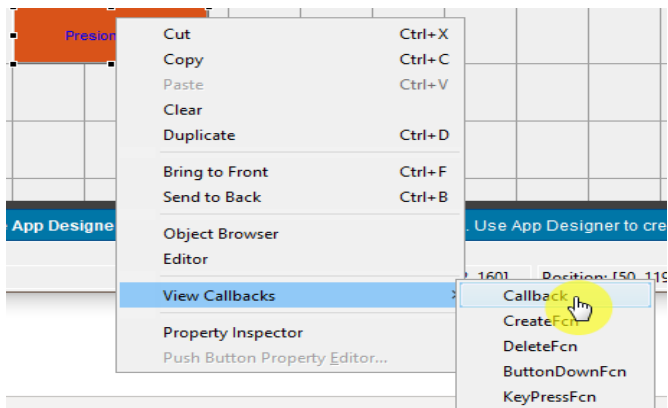 Presion
Cut Ctrl+X
Copy Ctrl+C
Paste Ctrl+V
Clear
Duplicate Ctrl+D
Bring to Front Ctrl+F
Send to Back Ctrl+B
App Designe . Use App Designer to cre
Object Browser
Editor
160] Position: [50, 119
View Callbacks >
Callback
CreateFcn
Property Inspector
DeleteFcn
Push Button Property Editor...
ButtonDownFcn
KeyPressFcn